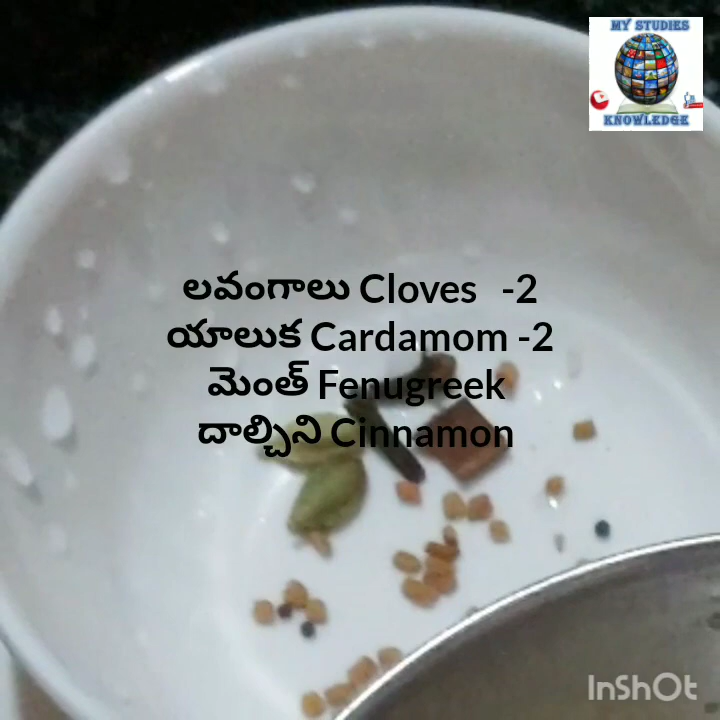 MY STUDIES
KNOWLEDGE
లవంగాలు Cloves -2
యాలుక Cardamom -2
మెంత్ Fenugreek
దాల్చిని Cinnamon
InShOt